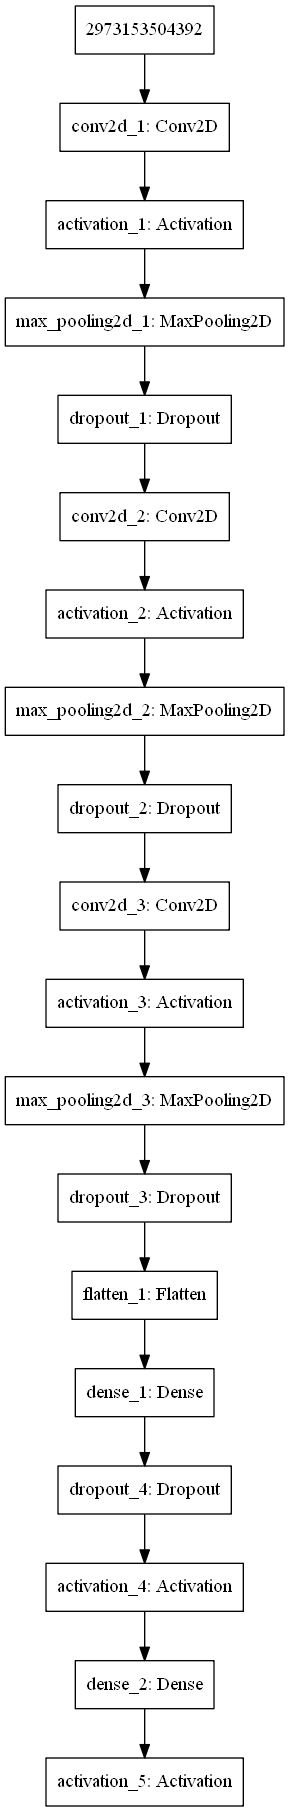 2973153504392
conv2d_1: Conv2D
activation_1: Activation
max_pooling2d_1: MaxPooling2D
dropout_1: Dropout
conv2d_2: Conv2D
activation_2: Activation
max_pooling2d_2: MaxPooling2D
dropout_2: Dropout
conv2d_3: Conv2D
activation_3: Activation
max_pooling2d_3: MaxPooling2D
dropout_3: Dropout
flatten_1: Flatten
dense_1: Dense
dropout_4: Dropout
activation_4: Activation
dense_2: Dense
activation_5: Activation